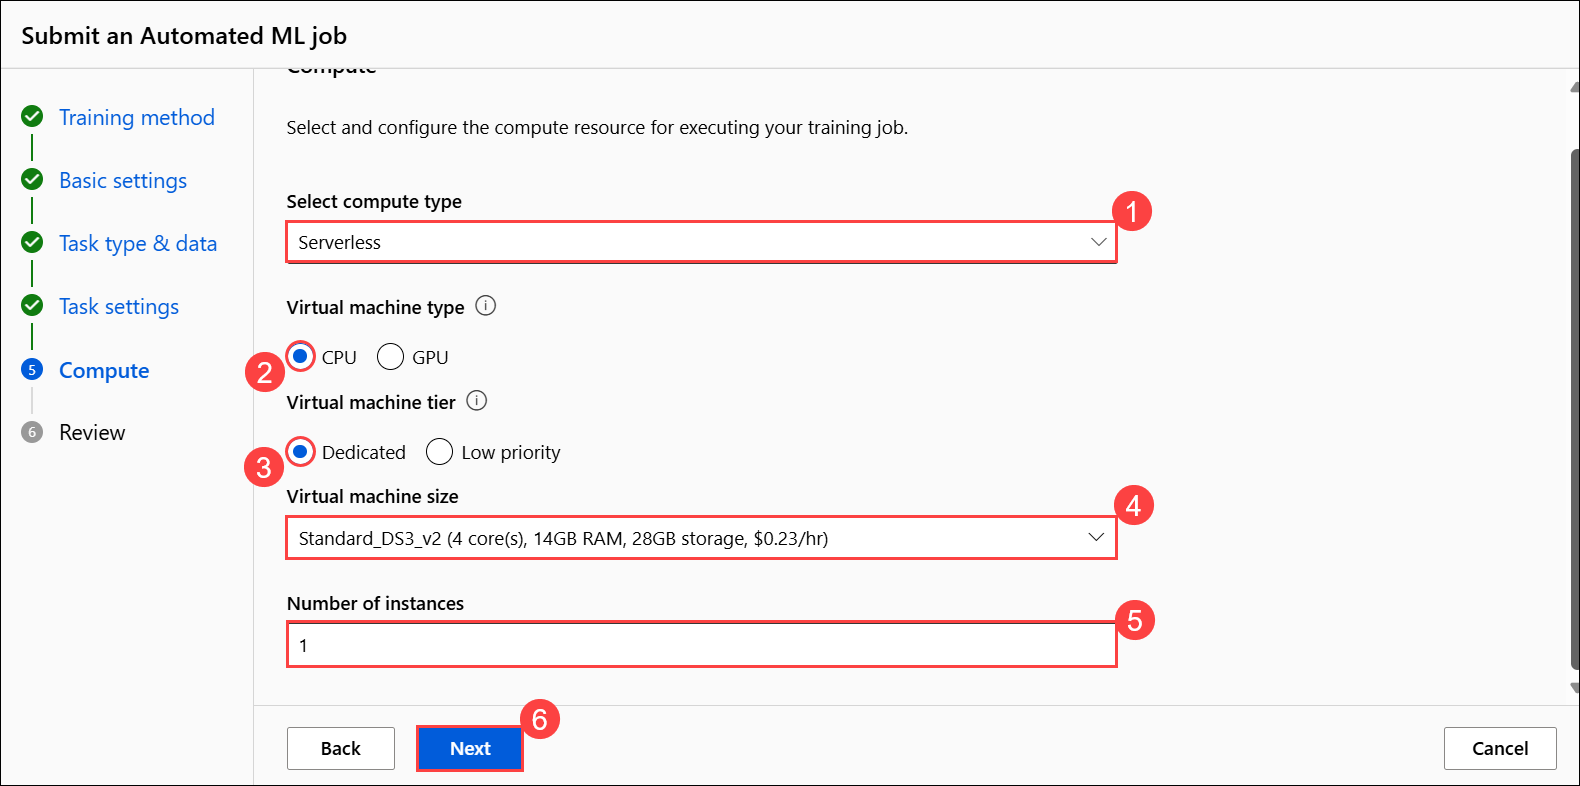 Submit an Automated ML job
Training method
Basic settings
Task type & data
Task settings
5 Compute
6 Review
Compute
Select and configure the compute resource for executing your training job.
Select compute type
1
Serverless
Virtual machine type
2 CPU GPU
Virtual machine tier
3 Dedicated Low priority
Virtual machine size
4
Standard_DS3_v2 (4 core(s), 14GB RAM, 28GB storage, $0.23/hr)
Number of instances
5
1
6
Back Next Cancel